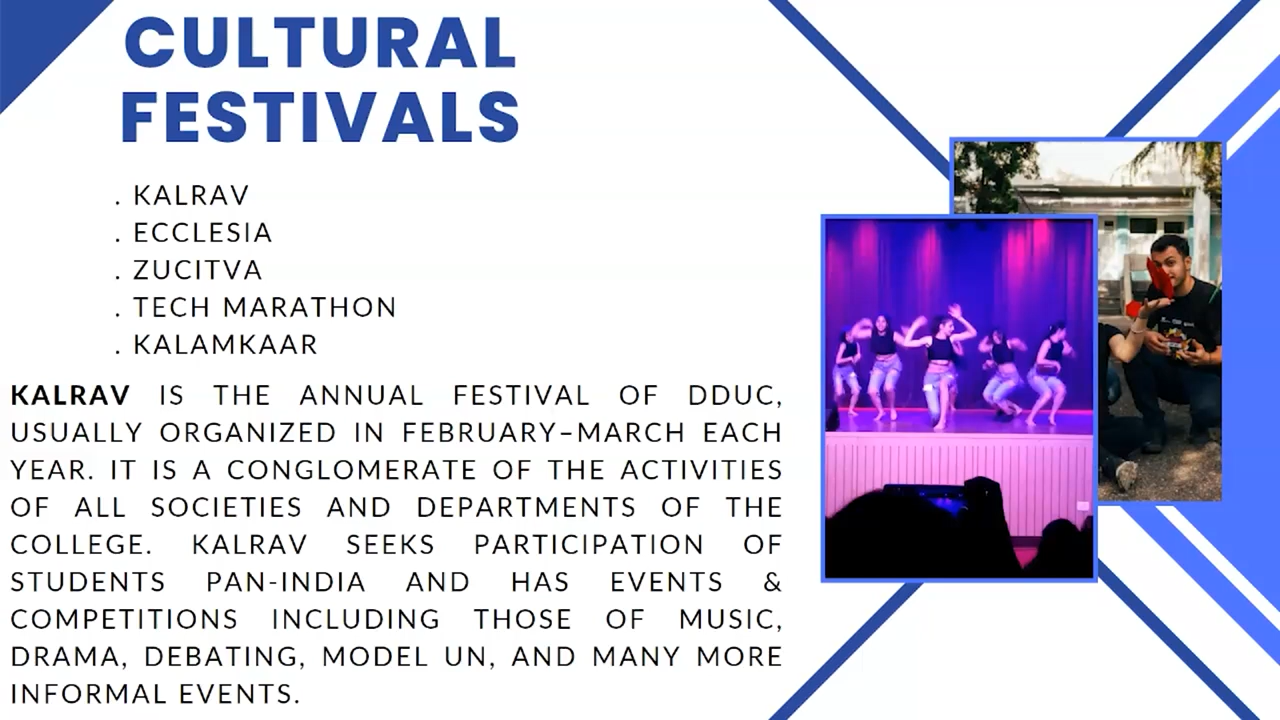 CULTURAL
FESTIVALS
. KALRAV
. ECCLESIA
. ZUCITVA
. TECH MARATHON
. KALAMKAAR
KALRAV IS THE ANNUAL FESTIVAL OF DDUC,
USUALLY ORGANIZED IN FEBRUARY–MARCH EACH
YEAR. IT IS A CONGLOMERATE OF THE ACTIVITIES
OF ALL SOCIETIES AND DEPARTMENTS OF THE
COLLEGE. KALRAV SEEKS PARTICIPATION OF
STUDENTS PAN-INDIA AND HAS EVENTS &
COMPETITIONS INCLUDING THOSE OF MUSIC,
DRAMA, DEBATING, MODEL UN, AND MANY MORE
INFORMAL EVENTS.